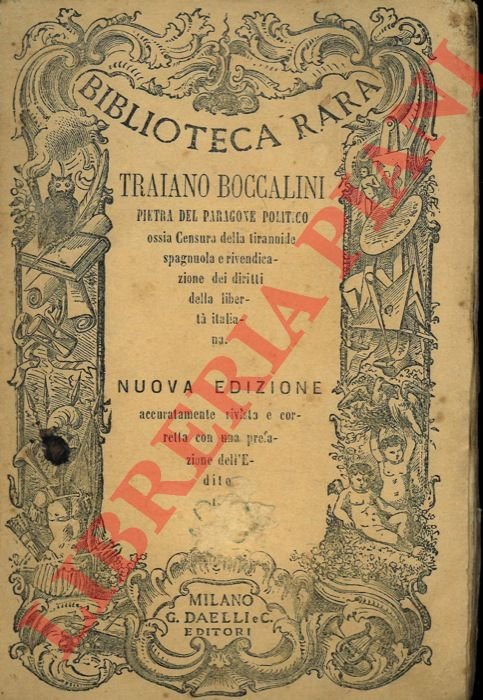 BIBLIOTECA RARA
TRAIANO BOCCALINI
PIETRA DEL PARAGONE POLITICO
ossia Censura della tirannide
spagnuola e rivendica-
zione dei diritti
della liber-
tà italia-
na.
NUOVA EDIZIONE
accuratamente rivista e cor-
retta con una prefa-
zione dell'E-
dito
MILANO
G. DAELLI e C.
EDITORI
LIBRERIA PIANI